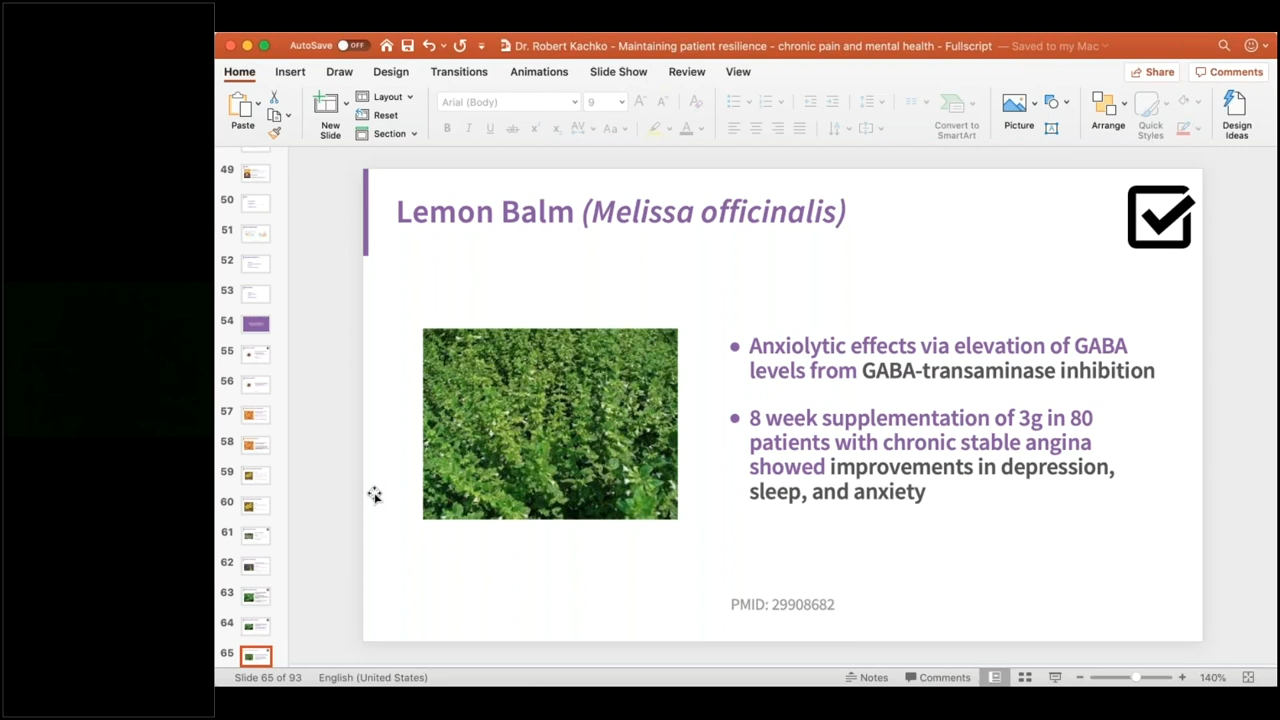 AutoSave OFF
Dr. Robert Kachko - Maintaining patient resilience - chronic pain and mental health - Fullscript — Saved to my Mac
Home Insert Draw Design Transitions Animations Slide Show Review View Share Comments
Paste
New
Slide
Layout
Reset
Section
Arial (Body) 9
B I U ab x² x₂ AV Aa A
Convert to
SmartArt
Picture
Arrange
Quick
Styles
Design
Ideas
49
50
51
52
53
54
55
56
57
58
59
60
61
62
63
64
65
Lemon Balm (Melissa officinalis)
• Anxiolytic effects via elevation of GABA
levels from GABA-transaminase inhibition
• 8 week supplementation of 3g in 80
patients with chronic stable angina
showed improvements in depression,
sleep, and anxiety
PMID: 29908682
Slide 65 of 93 English (United States) Notes Comments 140%